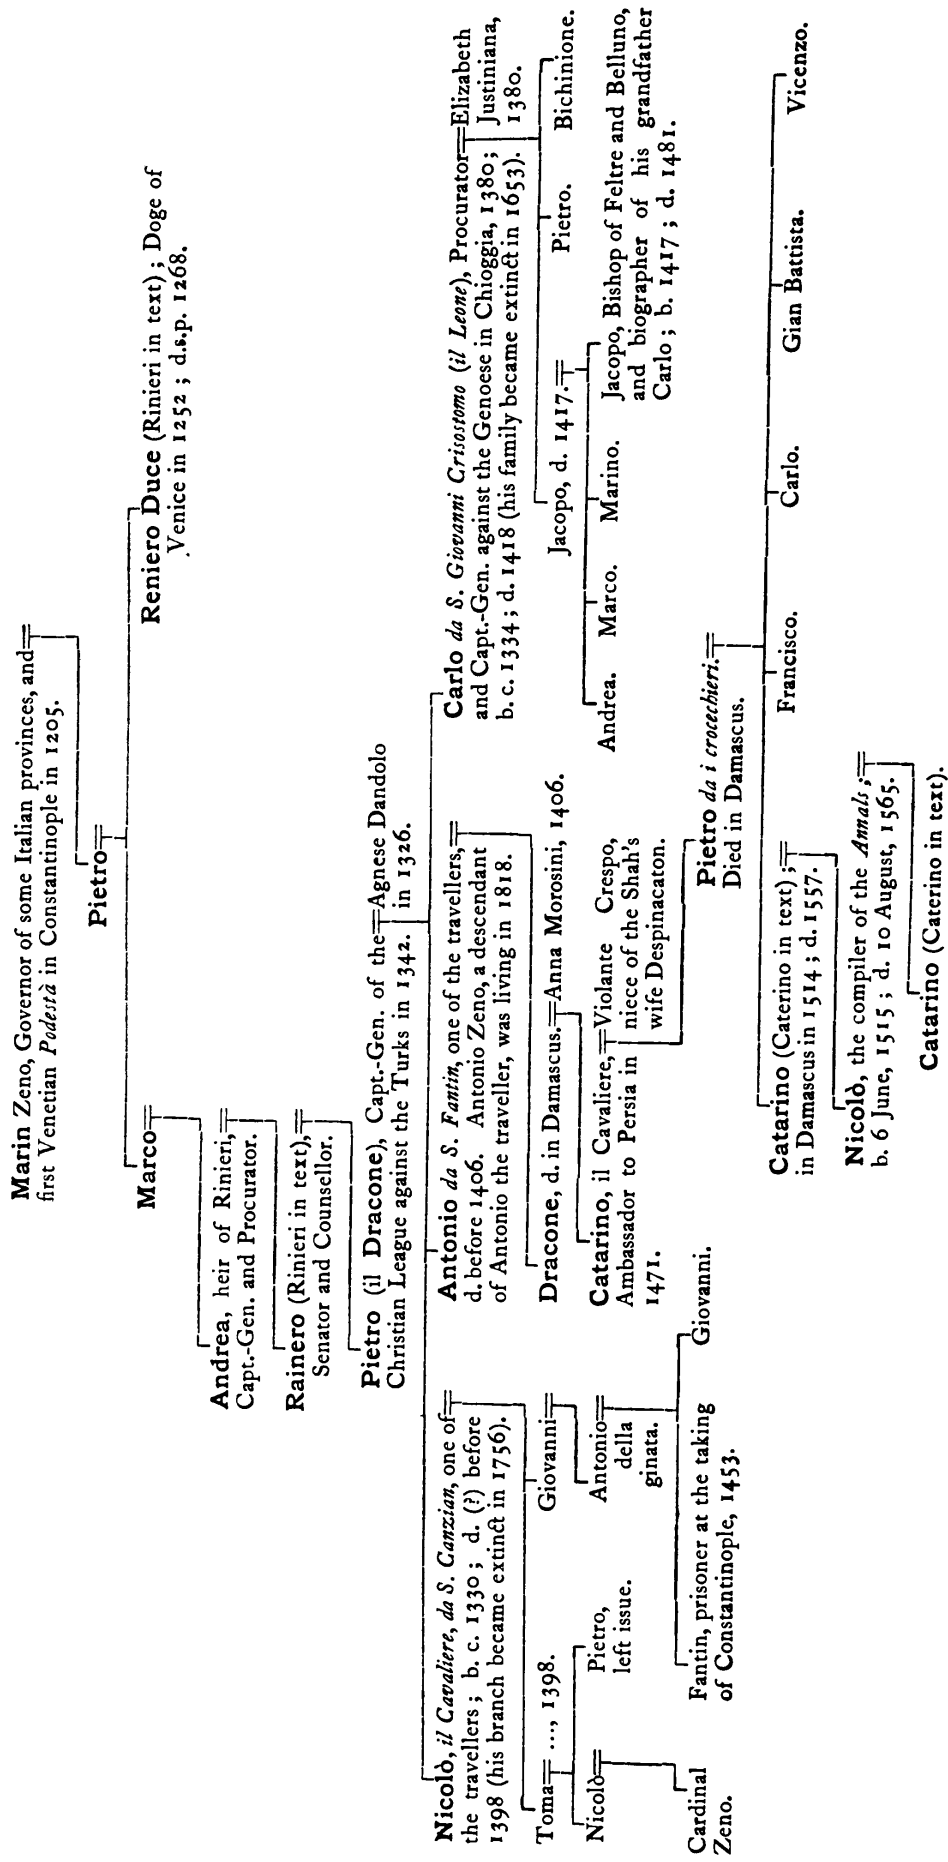 Marin Zeno, Governor of some Italian provinces, and
first Venetian Podestà in Constantinople in 1205.
Pietro
Marco
Reniero Duce (Rinieri in text); Doge of
Venice in 1252; d.s.p. 1268.
Andrea, heir of Rinieri,
Capt.-Gen. and Procurator.
Rainero (Rinieri in text),
Senator and Counsellor.
Pietro (il Dracone), Capt.-Gen. of the
Christian League against the Turks in 1342.
Agnese Dandolo
in 1326.
Nicolò, il Cavaliere, da S. Canzian, one of
the travellers; b. c. 1330; d. (?) before
1398 (his branch became extinct in 1756).
Antonio da S. Fantin, one of the travellers,
d. before 1406. Antonio Zeno, a descendant
of Antonio the traveller, was living in 1818.
Carlo da S. Giovanni Crisostomo (il Leone), Procurator
and Capt.-Gen. against the Genoese in Chioggia, 1380;
b. c. 1334; d. 1418 (his family became extinct in 1653).
Elizabeth
Justiniana,
1380.
Toma
..., 1398.
Giovanni
Dracone, d. in Damascus.
Anna Morosini, 1406.
Jacopo, d. 1417.
Pietro.
Bichinione.
Nicolò
Pietro,
left issue.
Antonio
della
ginata.
Catarino, il Cavaliere,
Ambassador to Persia in
1471.
Violante Crespo,
niece of the Shah's
wife Despinacaton.
Andrea.
Marco.
Marino.
Jacopo, Bishop of Feltre and Belluno,
and biographer of his grandfather
Carlo; b. 1417; d. 1481.
Cardinal
Zeno.
Fantin, prisoner at the taking
of Constantinople, 1453.
Giovanni.
Pietro da i crocechieri.
Died in Damascus.
Catarino (Caterino in text);
in Damascus in 1514; d. 1557.
Francisco.
Carlo.
Gian Battista.
Vicenzo.
Nicolò, the compiler of the Annals;
b. 6 June, 1515; d. 10 August, 1565.
Catarino (Caterino in text).